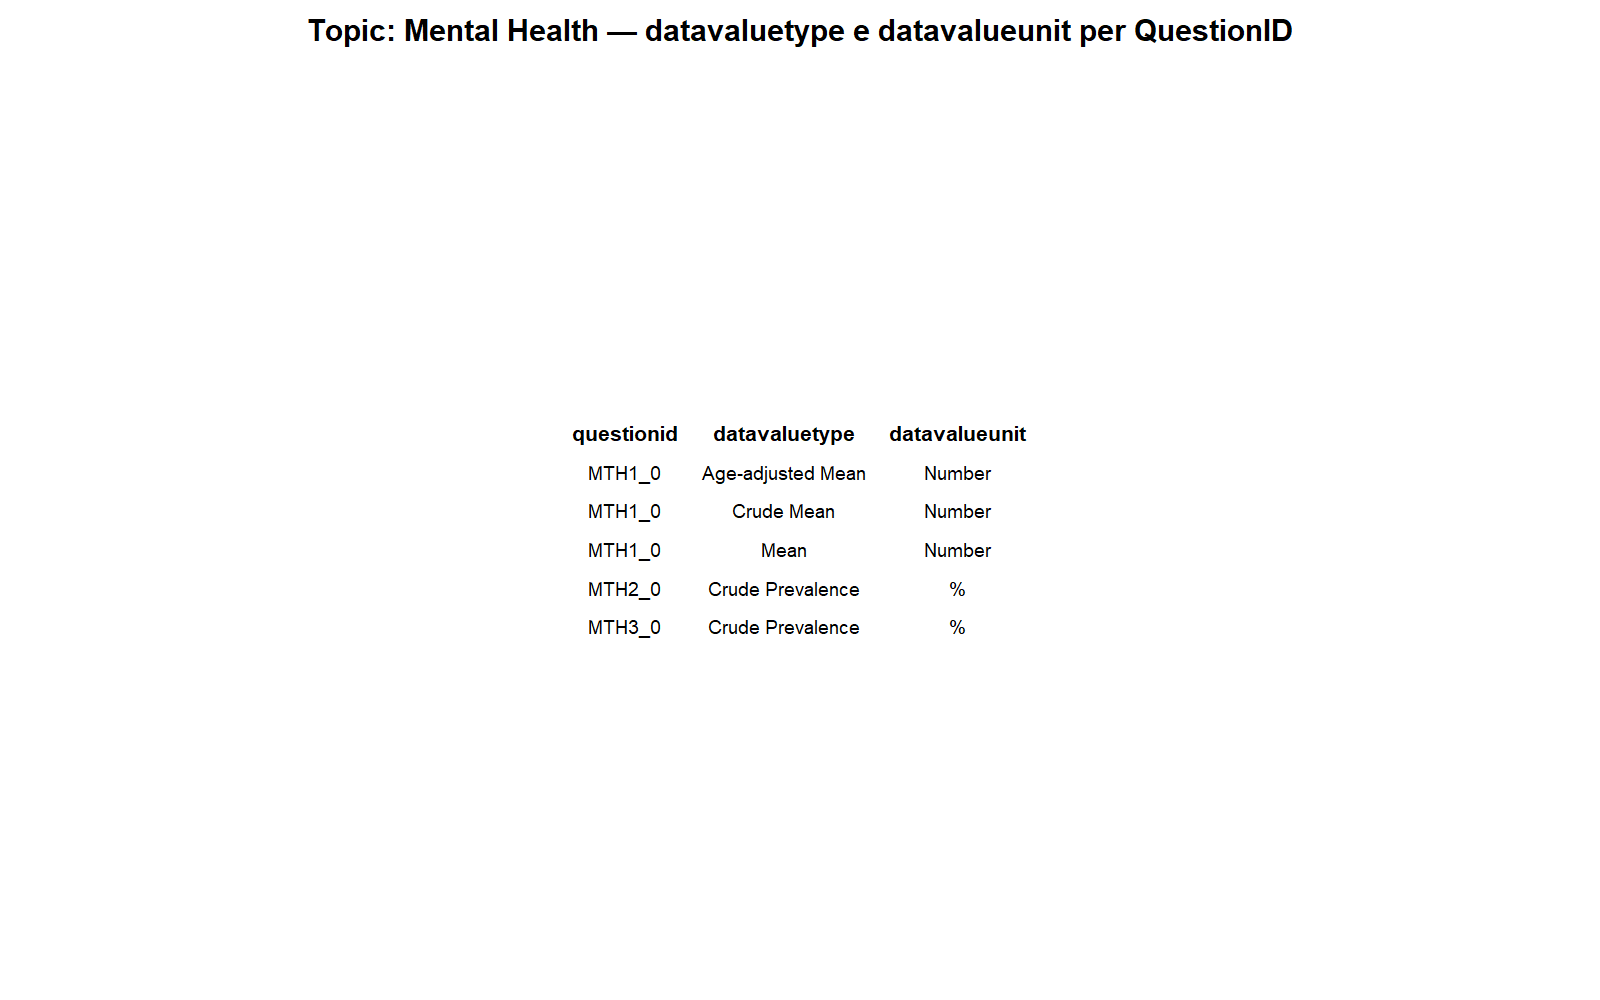 Topic: Mental Health — datavaluetype e datavalueunit per QuestionID
questionid datavaluetype datavalueunit
MTH1_0 Age-adjusted Mean Number
MTH1_0 Crude Mean Number
MTH1_0 Mean Number
MTH2_0 Crude Prevalence %
MTH3_0 Crude Prevalence %